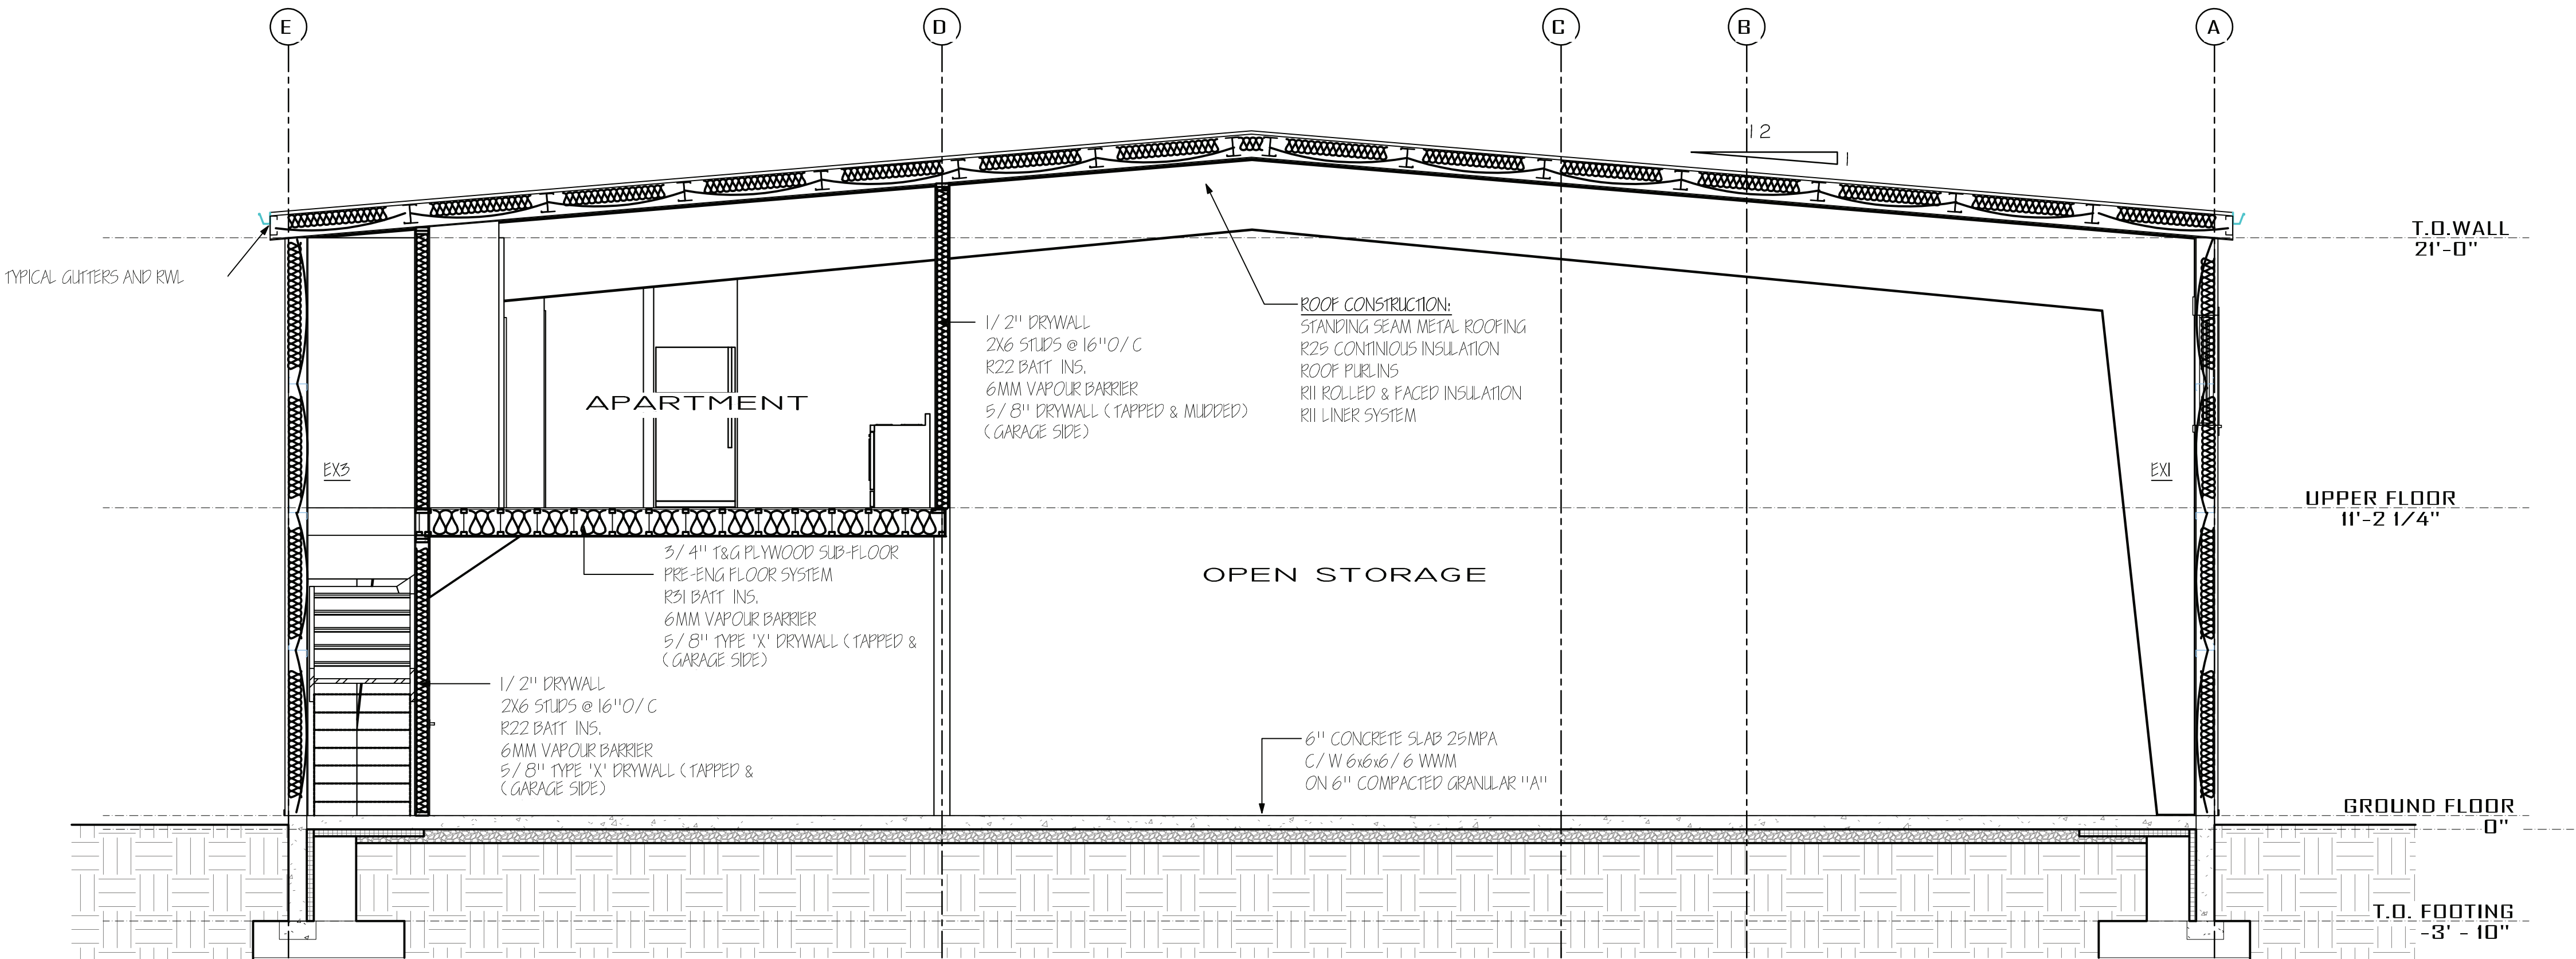 E
D
C
B
A
12
1
T.O.WALL
21'-0"
TYPICAL GUTTERS AND RWL
ROOF CONSTRUCTION:
STANDING SEAM METAL ROOFING
R25 CONTINIOUS INSULATION
ROOF PURLINS
R11 ROLLED & FACED INSULATION
R11 LINER SYSTEM
1/2" DRYWALL
2X6 STUDS @ 16"O/C
R22 BATT INS.
6MM VAPOUR BARRIER
5/8" DRYWALL (TAPPED & MUDDED)
(GARAGE SIDE)
APARTMENT
EX3
EX1
UPPER FLOOR
11'-2 1/4"
3/4" T&G PLYWOOD SUB-FLOOR
PRE-ENG FLOOR SYSTEM
R31 BATT INS.
6MM VAPOUR BARRIER
5/8" TYPE 'X' DRYWALL (TAPPED &
(GARAGE SIDE)
OPEN STORAGE
1/2" DRYWALL
2X6 STUDS @ 16"O/C
R22 BATT INS.
6MM VAPOUR BARRIER
5/8" TYPE 'X' DRYWALL (TAPPED &
(GARAGE SIDE)
6" CONCRETE SLAB 25MPA
C/W 6x6x6/6 WWM
ON 6" COMPACTED GRANULAR "A"
GROUND FLOOR
0"
T.O. FOOTING
-3' - 10"